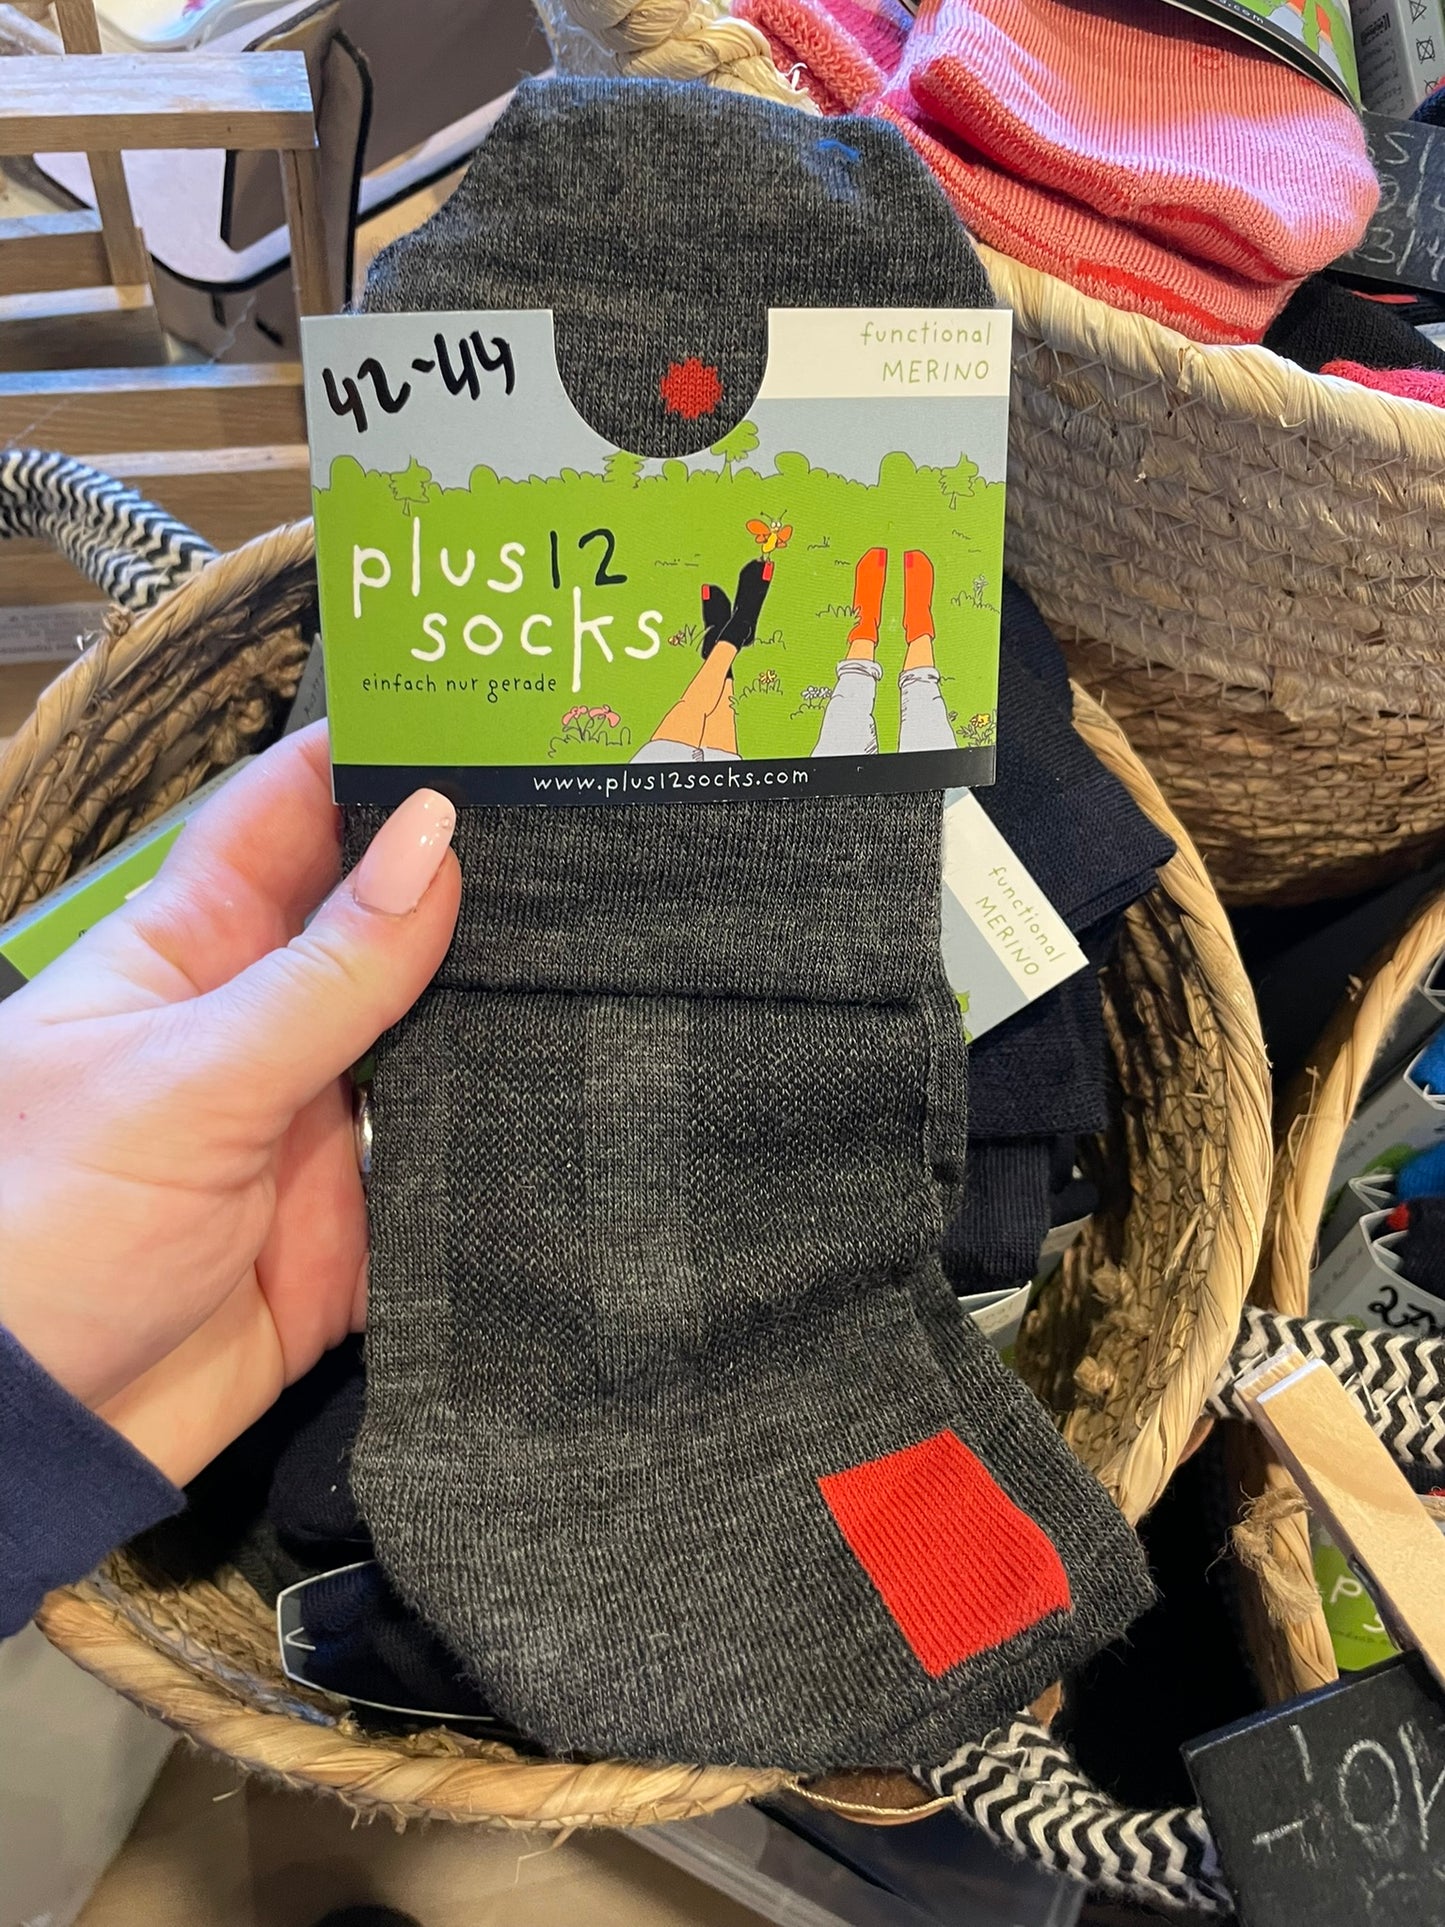 42-44
functional
MERINO
plus12
socks
einfach nur gerade
www.plus12socks.com
functional
MERINO